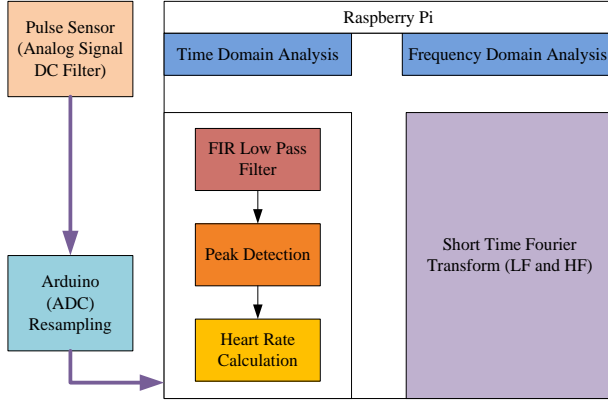 Pulse Sensor
(Analog Signal
DC Filter)
Raspberry Pi
Time Domain Analysis
Frequency Domain Analysis
FIR Low Pass
Filter
Peak Detection
Heart Rate
Calculation
Short Time Fourier
Transform (LF and HF)
Arduino
(ADC)
Resampling